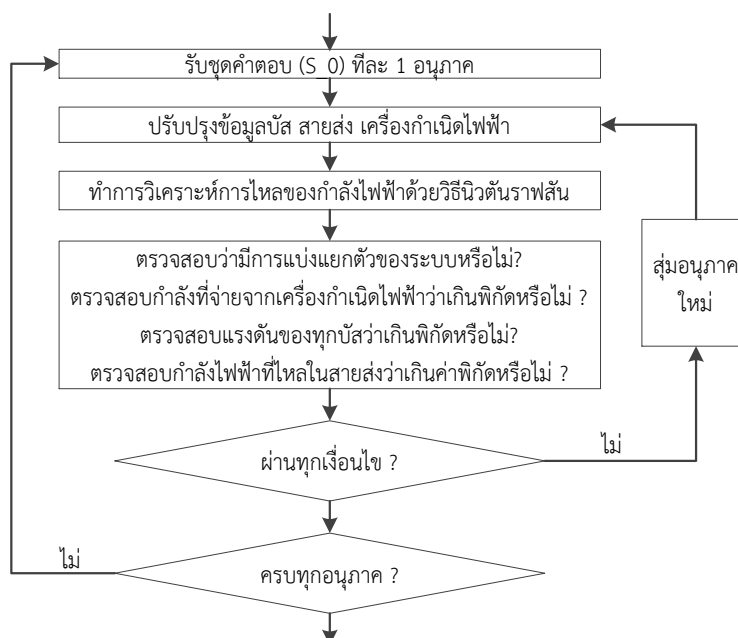 รับชุดคำตอบ (S_0) ทีละ 1 อนุภาค
ปรับปรุงข้อมูลบัส สายส่ง เครื่องกำเนิดไฟฟ้า
ทำการวิเคราะห์การไหลของกำลังไฟฟ้าด้วยวิธีนิวตันราฟสัน
ตรวจสอบว่ามีการแบ่งแยกตัวของระบบหรือไม่?
ตรวจสอบกำลังที่จ่ายจากเครื่องกำเนิดไฟฟ้าว่าเกินพิกัดหรือไม่ ?
ตรวจสอบแรงดันของทุกบัสว่าเกินพิกัดหรือไม่?
ตรวจสอบกำลังไฟฟ้าที่ไหลในสายส่งว่าเกินค่าพิกัดหรือไม่ ?
สุ่มอนุภาค
ใหม่
ผ่านทุกเงื่อนไข ?
ไม่
ครบทุกอนุภาค ?
ไม่